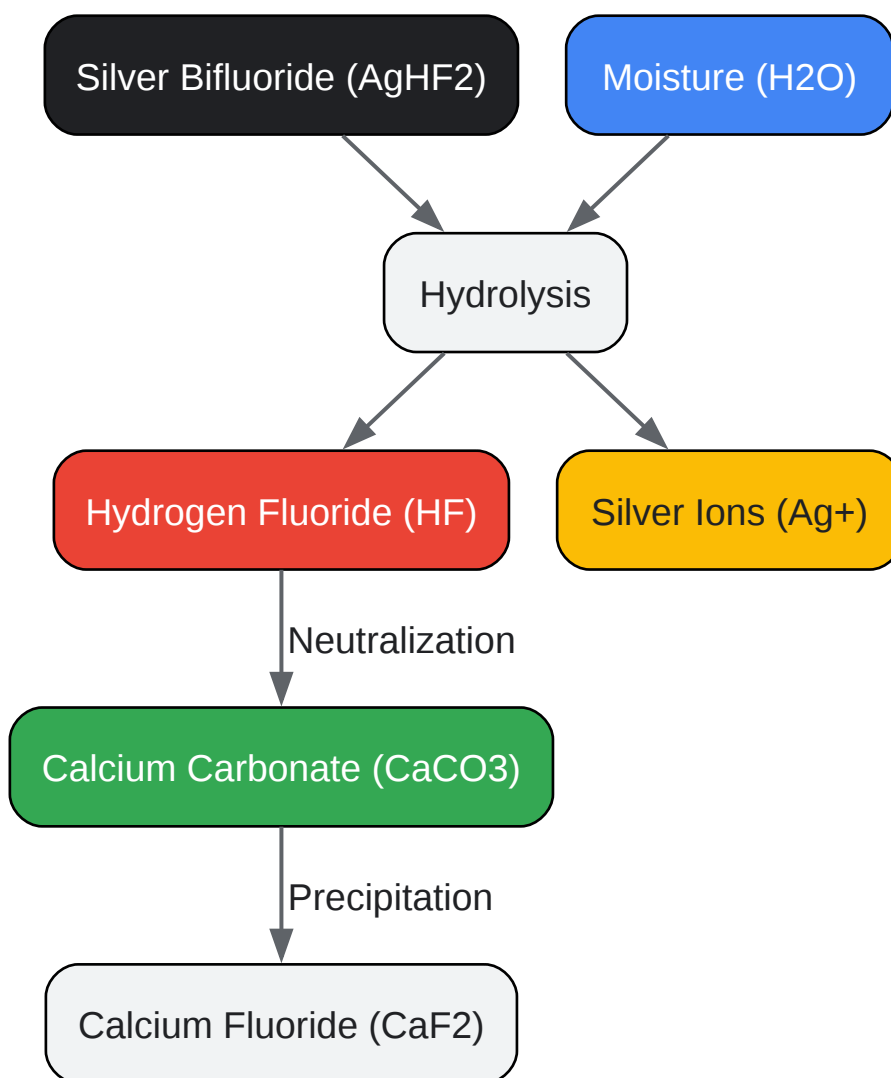 Silver Bifluoride (AgHF2)
Moisture (H2O)
Hydrolysis
Hydrogen Fluoride (HF)
Silver Ions (Ag+)
Neutralization
Calcium Carbonate (CaCO3)
Precipitation
Calcium Fluoride (CaF2)